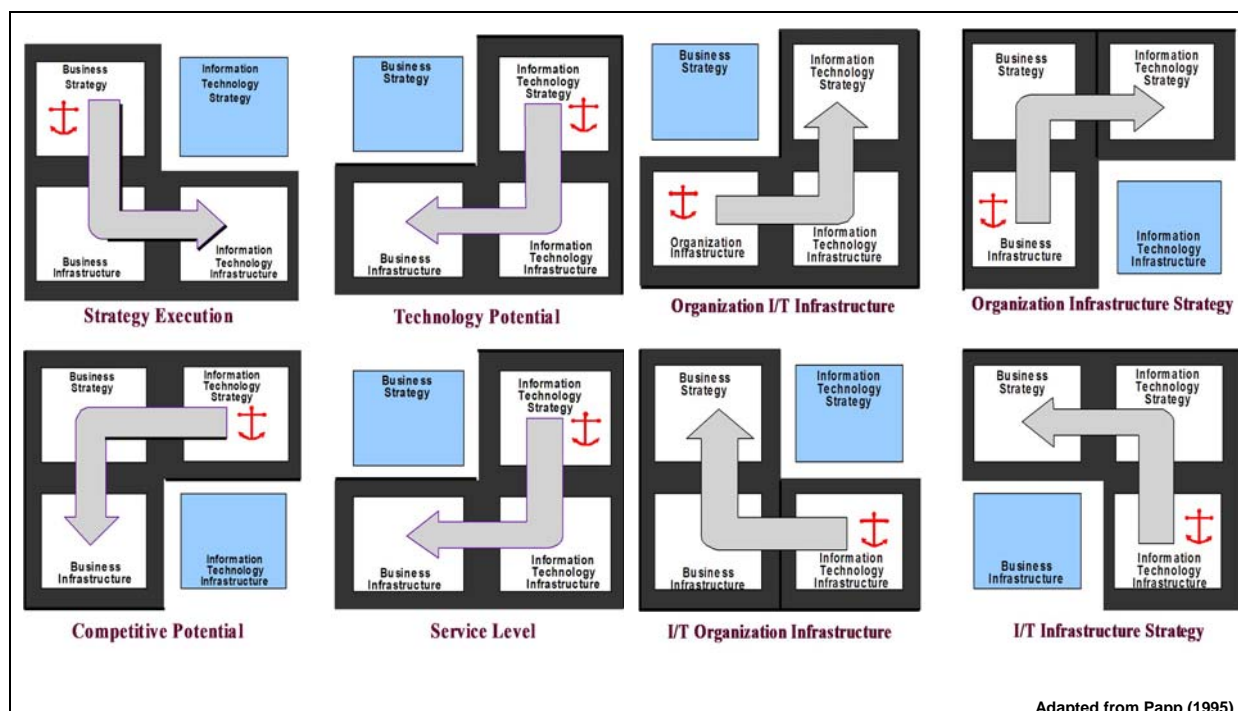 Business
Strategy
Information
Technology
Strategy
Business
Infrastructure
Information
Technology
Infrastructure
Strategy Execution
Business
Strategy
Information
Technology
Strategy
Business
Infrastructure
Information
Technology
Infrastructure
Technology Potential
Business
Strategy
Information
Technology
Strategy
Organization
Infrastructure
Information
Technology
Infrastructure
Organization I/T Infrastructure
Business
Strategy
Information
Technology
Strategy
Business
Infrastructure
Information
Technology
Infrastructure
Organization Infrastructure Strategy
Business
Strategy
Information
Technology
Strategy
Business
Infrastructure
Information
Technology
Infrastructure
Competitive Potential
Business
Strategy
Information
Technology
Strategy
Business
Infrastructure
Information
Technology
Infrastructure
Service Level
Business
Strategy
Information
Technology
Strategy
Business
Infrastructure
Information
Technology
Infrastructure
I/T Organization Infrastructure
Business
Strategy
Information
Technology
Strategy
Business
Infrastructure
Information
Technology
Infrastructure
I/T Infrastructure Strategy
Adapted from Papp (1995)